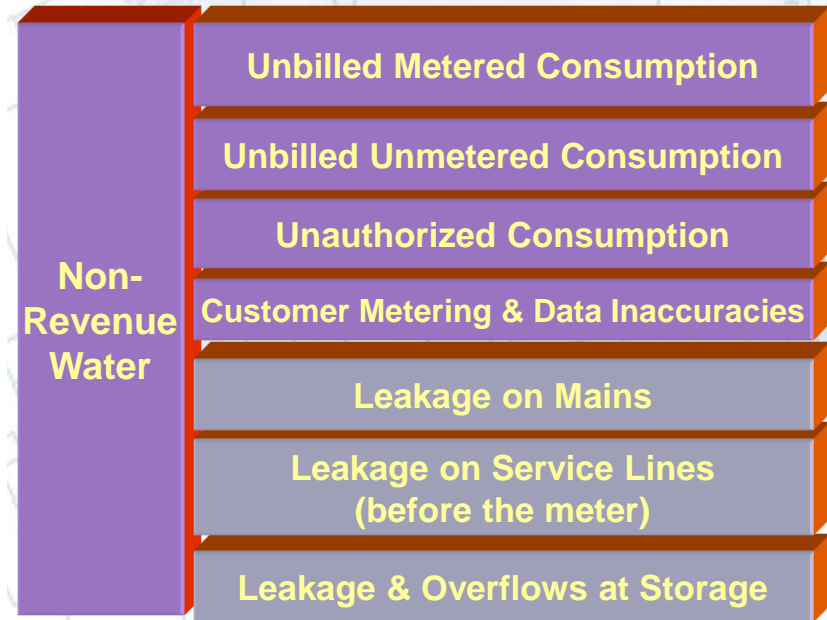 Non-
Revenue
Water
Unbilled Metered Consumption
Unbilled Unmetered Consumption
Unauthorized Consumption
Customer Metering & Data Inaccuracies
Leakage on Mains
Leakage on Service Lines
(before the meter)
Leakage & Overflows at Storage